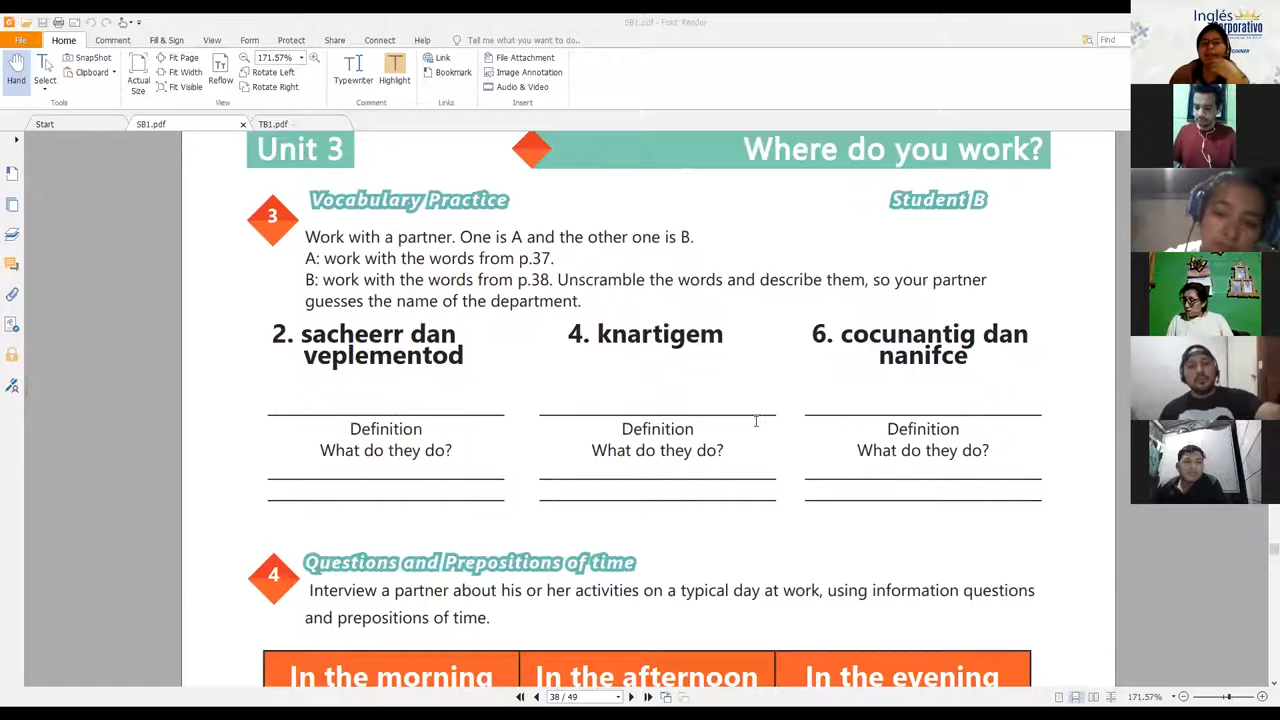 SB1.pdf - Foxit Reader
File Home Comment Fill & Sign View Form Protect Share Connect Help Tell me what you want to do.. Find
Hand Select SnapShot Clipboard Actual Size Fit Page Fit Width Fit Visible Reflow 171.57% Rotate Left Rotate Right Typewriter Highlight Link Bookmark File Attachment Image Annotation Audio & Video
Tools View Comment Links Insert
Start SB1.pdf TB1.pdf
Inglés
Unit 3 Where do you work?
3 Vocabulary Practice Student B
Work with a partner. One is A and the other one is B.
A: work with the words from p.37.
B: work with the words from p.38. Unscramble the words and describe them, so your partner
guesses the name of the department.
2. sacheerr dan 4. knartigem 6. cocunantig dan
veplementod nanifce
Definition Definition Definition
What do they do? What do they do? What do they do?
4 Questions and Prepositions of time
Interview a partner about his or her activities on a typical day at work, using information questions
and prepositions of time.
In the morning In the afternoon In the evening
38 / 49 171.57%